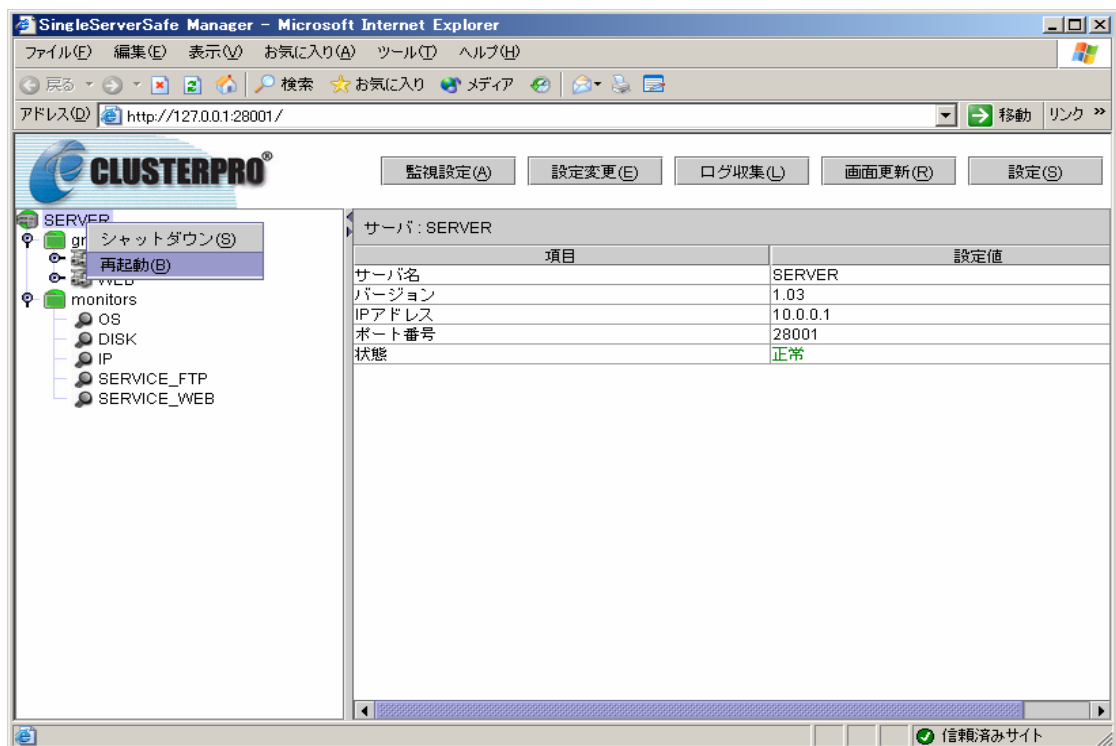 SingleServerSafe Manager - Microsoft Internet Explorer
ファイル(F) 編集(E) 表示(V) お気に入り(A) ツール(T) ヘルプ(H)
戻る 検索 お気に入り メディア
アドレス(D) http://127.0.0.1:28001/ 移動 リンク »
CLUSTERPRO®
監視設定(A) 設定変更(E) ログ収集(L) 画面更新(R) 設定(S)
SERVER
gr
シャットダウン(S)
再起動(B)
WEB
monitors
OS
DISK
IP
SERVICE_FTP
SERVICE_WEB
サーバ : SERVER
項目 設定値
サーバ名 SERVER
バージョン 1.03
IPアドレス 10.0.0.1
ポート番号 28001
状態 正常
信頼済みサイト